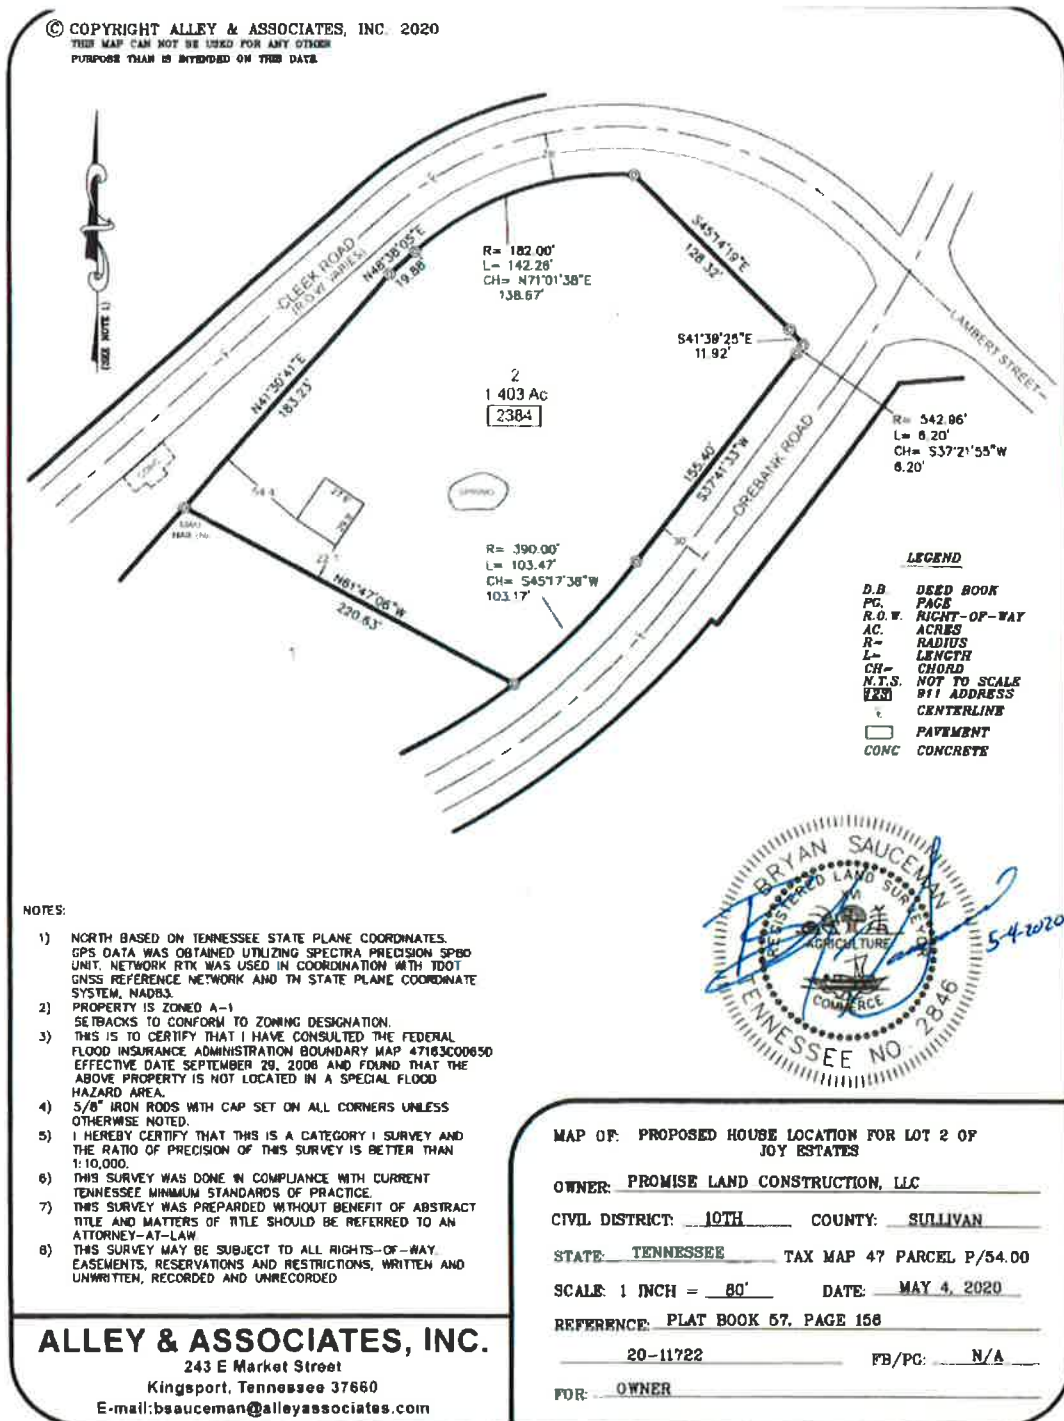 © COPYRIGHT ALLEY & ASSOCIATES, INC. 2020
THIS MAP CAN NOT BE USED FOR ANY OTHER
PURPOSE THAN IS INTENDED ON THIS DATE
(SEE NOTE 1)
CLEEK ROAD
(R.O.W. VARIES)
N48°38'05"E
19.88'
R= 182.00'
L= 142.26'
CH= N71°01'38"E
138.67'
S45°14'19"E
128.32'
S41°39'25"E
11.92'
LAMBERT STREET
R= 542.96'
L= 6.20'
CH= S37°21'55"W
6.20'
N41°30'41"E
183.23'
2
1.403 Ac
2384
CONC
SPRING
155.40'
S37°41'33"W
OREBANK ROAD
30'
R= 390.00'
L= 103.47'
CH= S45°17'38"W
103.17'
N61°47'06"W
220.63'
1
LEGEND
D.B. DEED BOOK
PG. PAGE
R.O.W. RIGHT-OF-WAY
AC. ACRES
R= RADIUS
L= LENGTH
CH= CHORD
N.T.S. NOT TO SCALE
123 911 ADDRESS
CENTERLINE
PAVEMENT
CONC CONCRETE
BRYAN SAUCEMAN
REGISTERED LAND SURVEYOR
XVI
AGRICULTURE
COMMERCE
TENNESSEE NO. 2846
5-4-2020
NOTES:
1) NORTH BASED ON TENNESSEE STATE PLANE COORDINATES.
GPS DATA WAS OBTAINED UTILIZING SPECTRA PRECISION SP80
UNIT. NETWORK RTK WAS USED IN COORDINATION WITH TDOT
GNSS REFERENCE NETWORK AND TN STATE PLANE COORDINATE
SYSTEM, NAD83.
2) PROPERTY IS ZONED A-1
SETBACKS TO CONFORM TO ZONING DESIGNATION.
3) THIS IS TO CERTIFY THAT I HAVE CONSULTED THE FEDERAL
FLOOD INSURANCE ADMINISTRATION BOUNDARY MAP 47163C0065D
EFFECTIVE DATE SEPTEMBER 29, 2006 AND FOUND THAT THE
ABOVE PROPERTY IS NOT LOCATED IN A SPECIAL FLOOD
HAZARD AREA.
4) 5/8" IRON RODS WITH CAP SET ON ALL CORNERS UNLESS
OTHERWISE NOTED.
5) I HEREBY CERTIFY THAT THIS IS A CATEGORY I SURVEY AND
THE RATIO OF PRECISION OF THIS SURVEY IS BETTER THAN
1:10,000.
6) THIS SURVEY WAS DONE IN COMPLIANCE WITH CURRENT
TENNESSEE MINIMUM STANDARDS OF PRACTICE.
7) THIS SURVEY WAS PREPARDED WITHOUT BENEFIT OF ABSTRACT
TITLE AND MATTERS OF TITLE SHOULD BE REFERRED TO AN
ATTORNEY-AT-LAW
8) THIS SURVEY MAY BE SUBJECT TO ALL RIGHTS-OF-WAY.
EASEMENTS, RESERVATIONS AND RESTRICTIONS, WRITTEN AND
UNWRITTEN, RECORDED AND UNRECORDED
ALLEY & ASSOCIATES, INC.
243 E Market Street
Kingsport, Tennessee 37660
E-mail:bsauceman@alleyassociates.com
MAP OF: PROPOSED HOUSE LOCATION FOR LOT 2 OF
JOY ESTATES
OWNER: PROMISE LAND CONSTRUCTION, LLC
CIVIL DISTRICT: 10TH COUNTY: SULLIVAN
STATE: TENNESSEE TAX MAP 47 PARCEL P/54.00
SCALE: 1 INCH = 60' DATE: MAY 4, 2020
REFERENCE: PLAT BOOK 57, PAGE 156
20-11722 FB/PG: N/A
FOR: OWNER